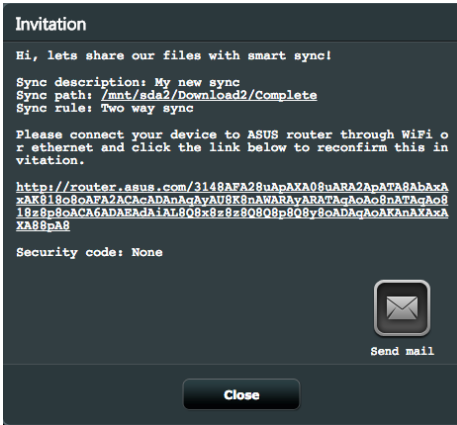 Invitation
Hi, lets share our files with smart sync!
Sync description: My new sync
Sync path: /mnt/sda2/Download2/Complete
Sync rule: Two way sync
Please connect your device to ASUS router through WiFi o
r ethernet and click the link below to reconfirm this in
vitation.
http://router.asus.com/3148AFA28uApAXA08uARA2ApATA8AbAxA
xAK818o8oAFA2ACAcADAnAqAyAU8K8nAWARAyARATAqAoAo8nATAqAo8
18z8p8oACA6ADAEAdAiAL8Q8x8z8z8Q8Q8p8Q8y8oADAqAoAKAnAXAxA
XA88pA8
Security code: None
Send mail
Close